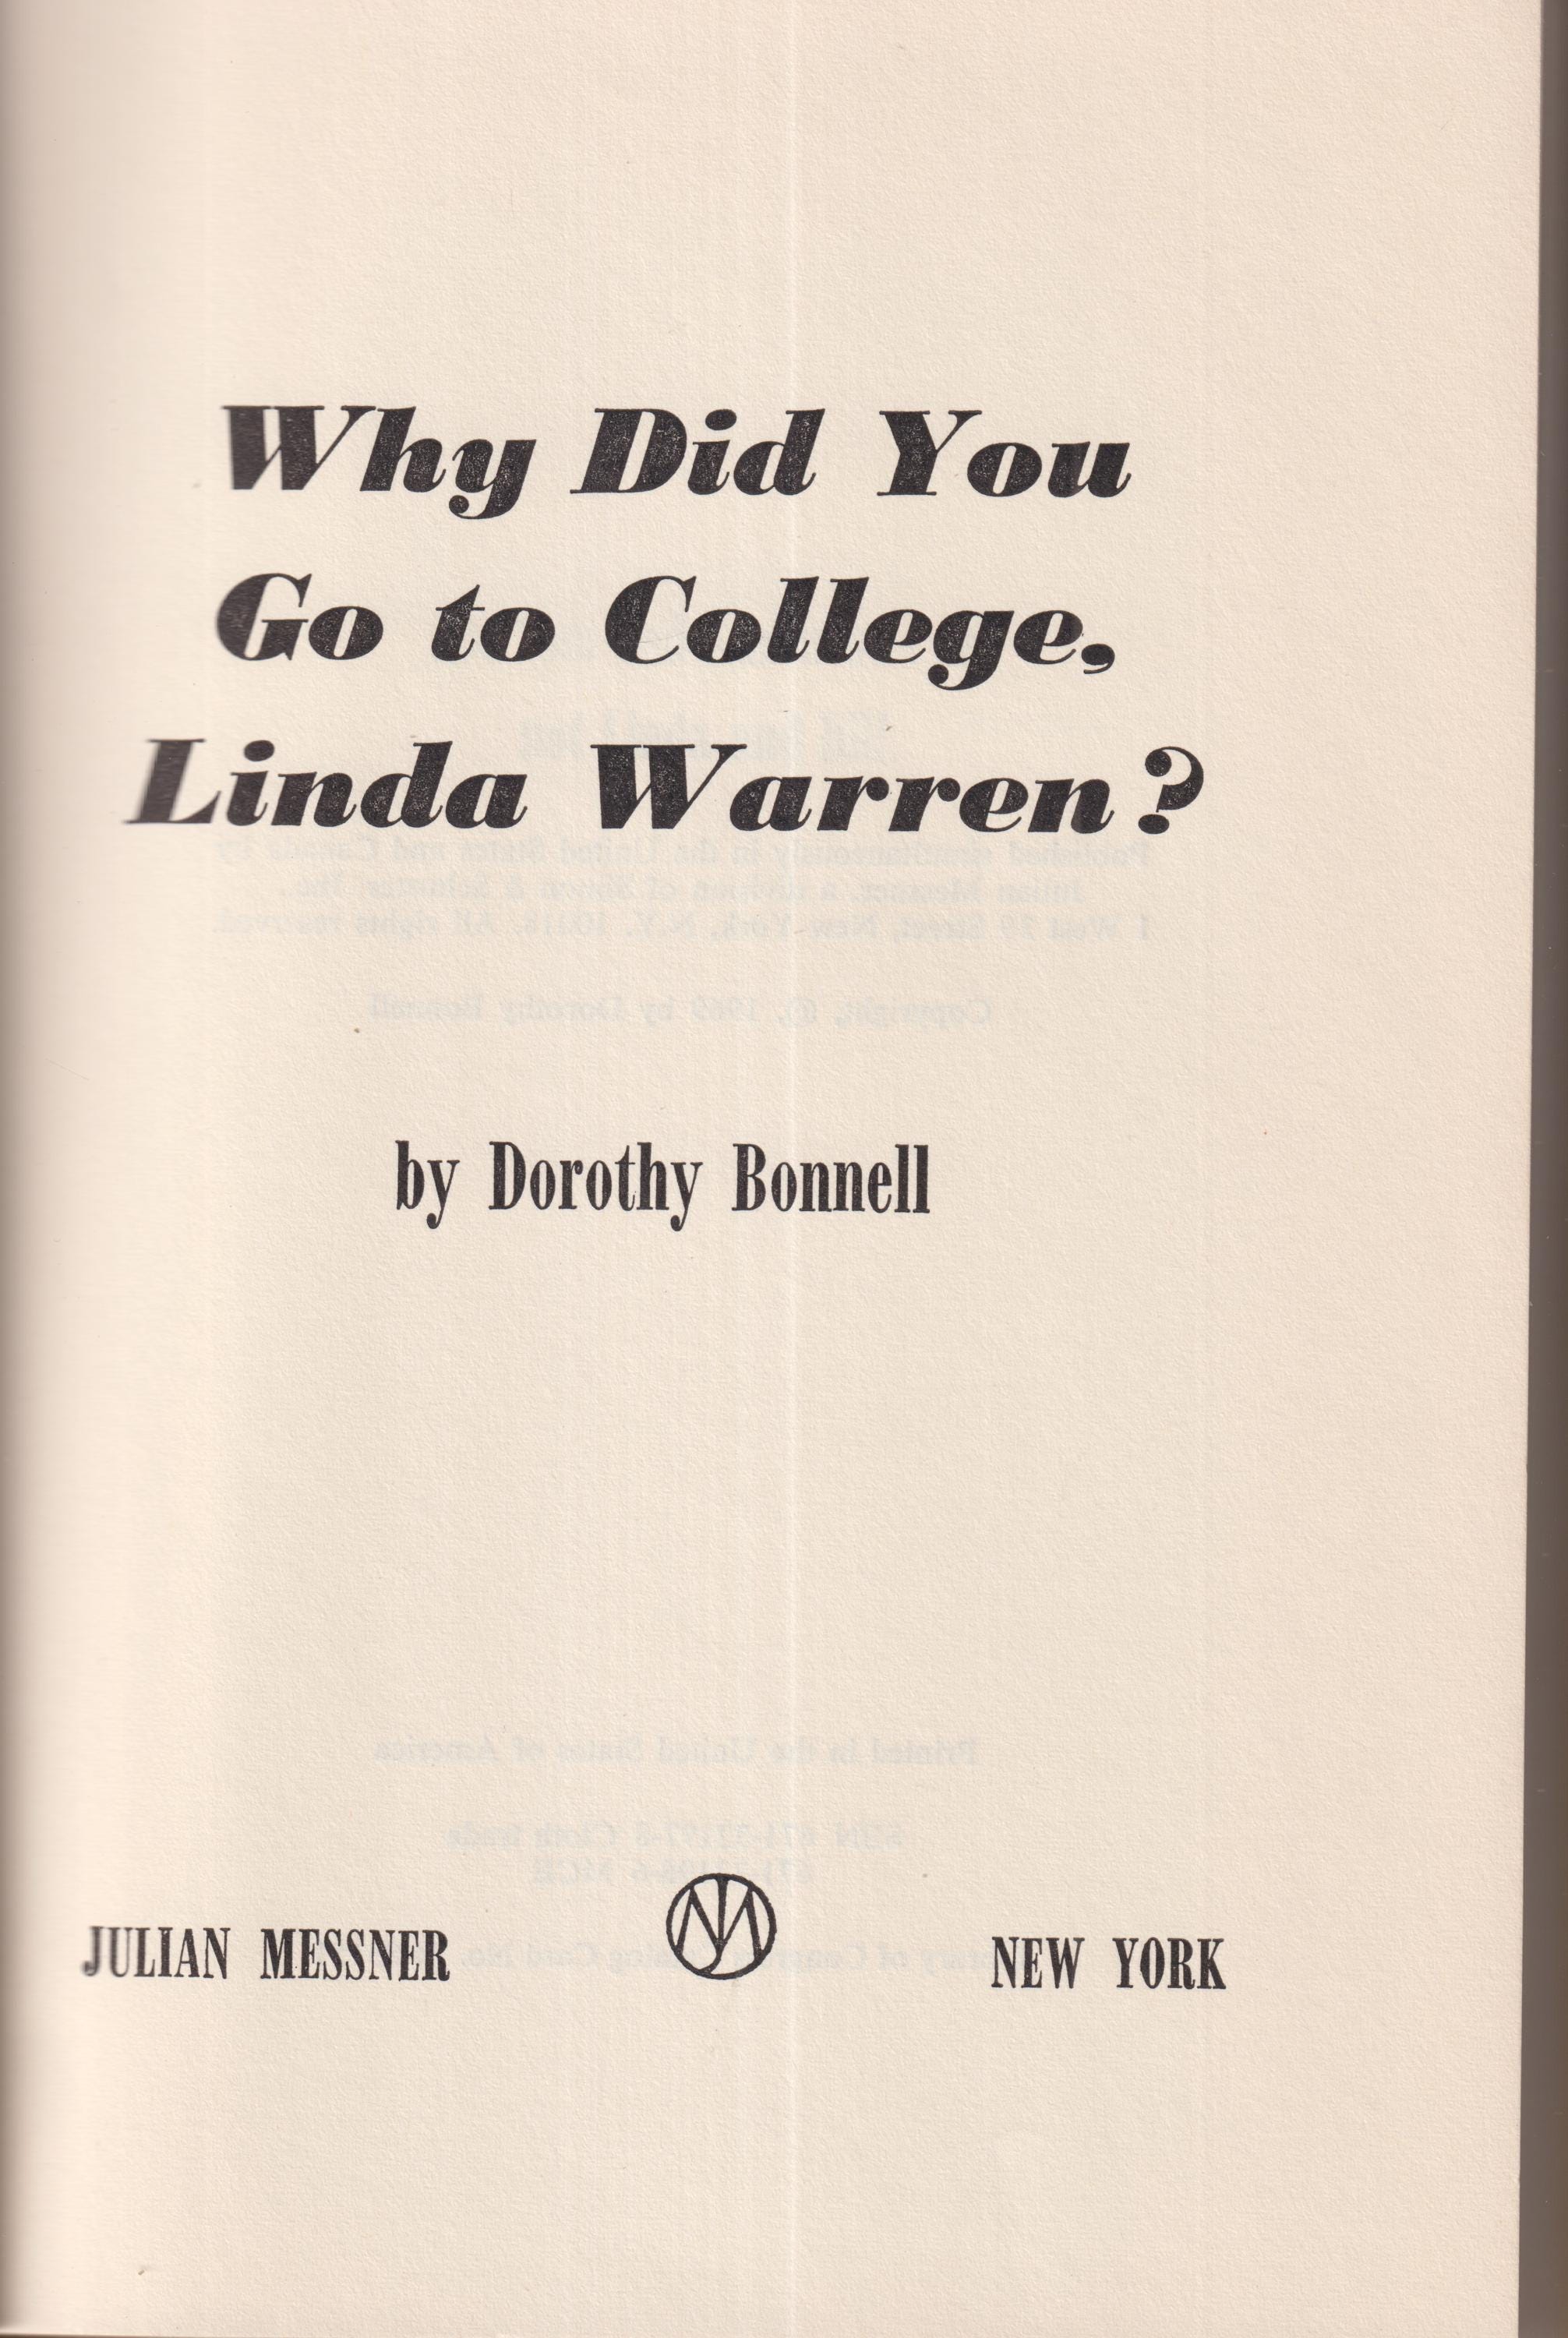 Why Did You
Go to College,
Linda Warren?
by Dorothy Bonnell
JULIAN MESSNER NEW YORK